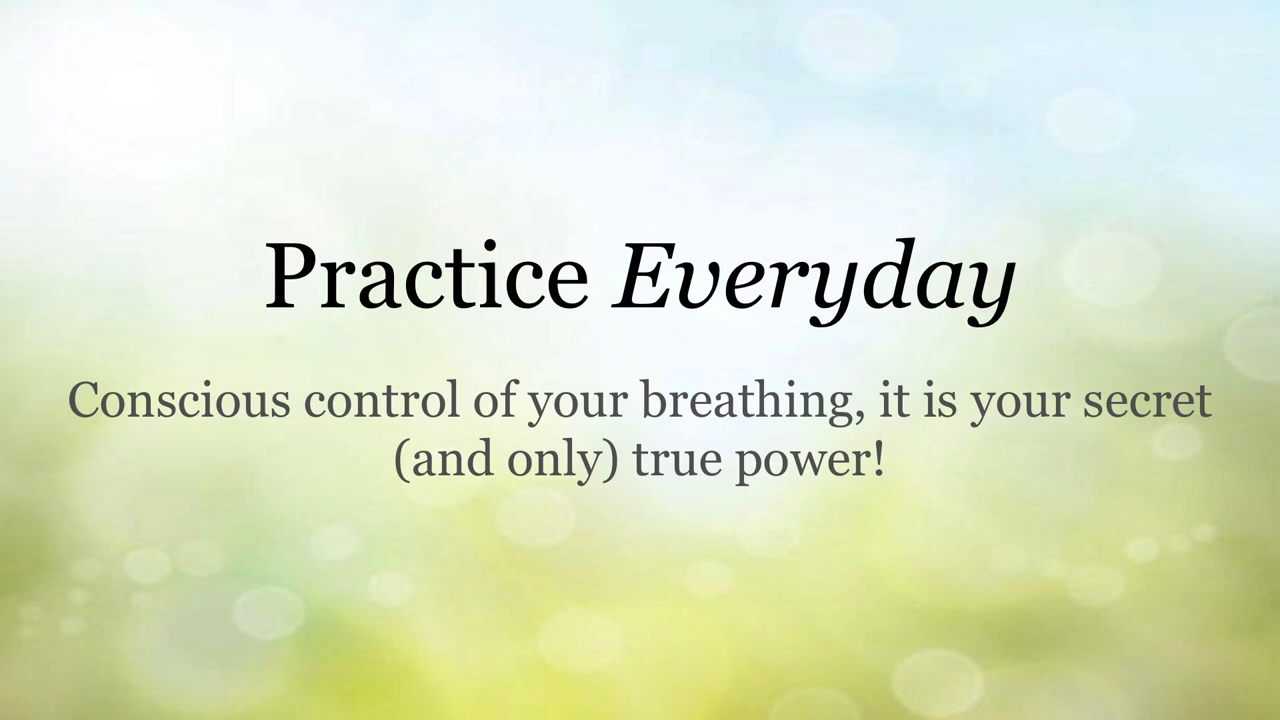 Practice Everyday
Conscious control of your breathing, it is your secret
(and only) true power!